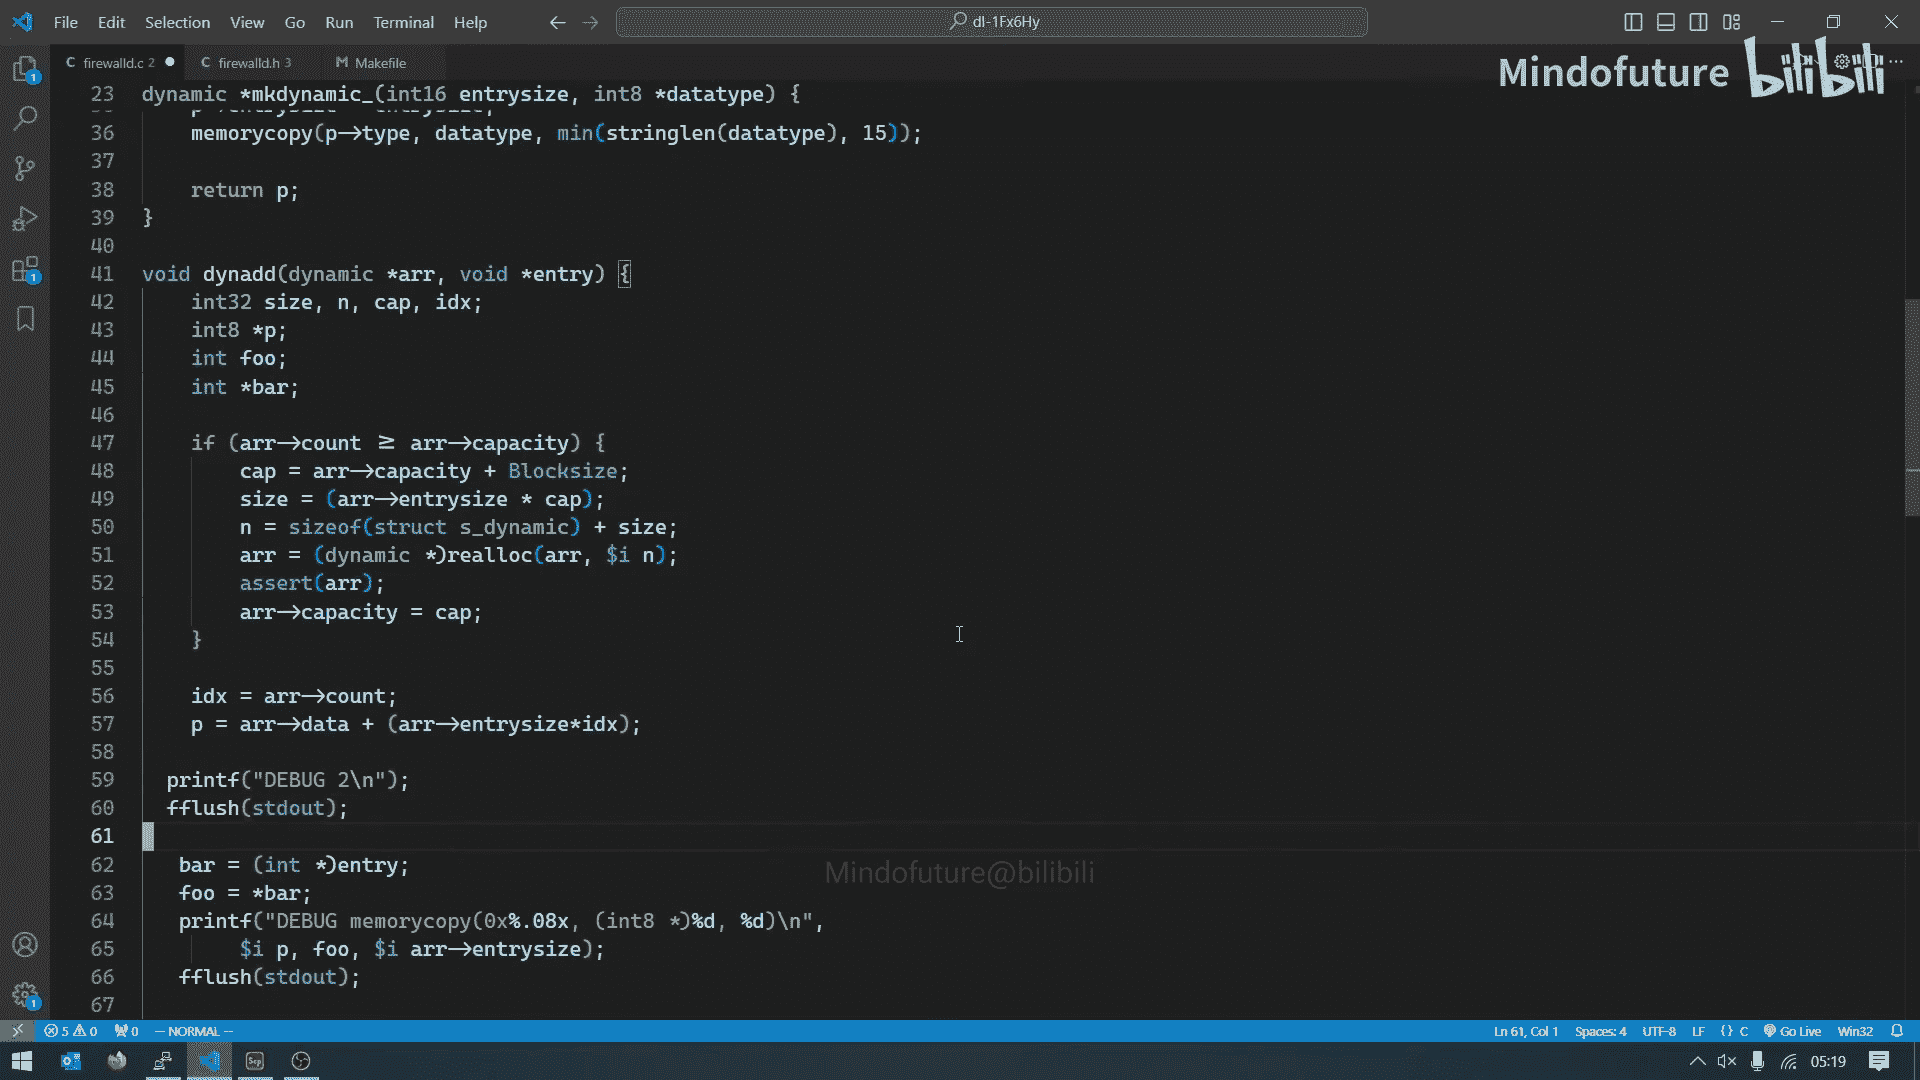 File Edit Selection View Go Run Terminal Help
dl-1Fx6Hy
firewalld.c 2
firewalld.h 3
Makefile
Mindofuture bilibili
23 dynamic *mkdynamic_(int16 entrysize, int8 *datatype) {
36 memorycopy(p->type, datatype, min(stringlen(datatype), 15));
37
38 return p;
39 }
40
41 void dynadd(dynamic *arr, void *entry) {
42 int32 size, n, cap, idx;
43 int8 *p;
44 int foo;
45 int *bar;
46
47 if (arr->count ≥ arr->capacity) {
48 cap = arr->capacity + Blocksize;
49 size = (arr->entrysize * cap);
50 n = sizeof(struct s_dynamic) + size;
51 arr = (dynamic *)realloc(arr, $i n);
52 assert(arr);
53 arr->capacity = cap;
54 }
55
56 idx = arr->count;
57 p = arr->data + (arr->entrysize*idx);
58
59 printf("DEBUG 2\n");
60 fflush(stdout);
61
62 bar = (int *)entry;
Mindofuture@bilibili
63 foo = *bar;
64 printf("DEBUG memorycopy(0x%.08x, (int8 *)%d, %d)\n",
65 $i p, foo, $i arr->entrysize);
66 fflush(stdout);
67
5 0 0 -- NORMAL -- Ln 61, Col 1 Spaces: 4 UTF-8 LF {} C Go Live Win32
05:19